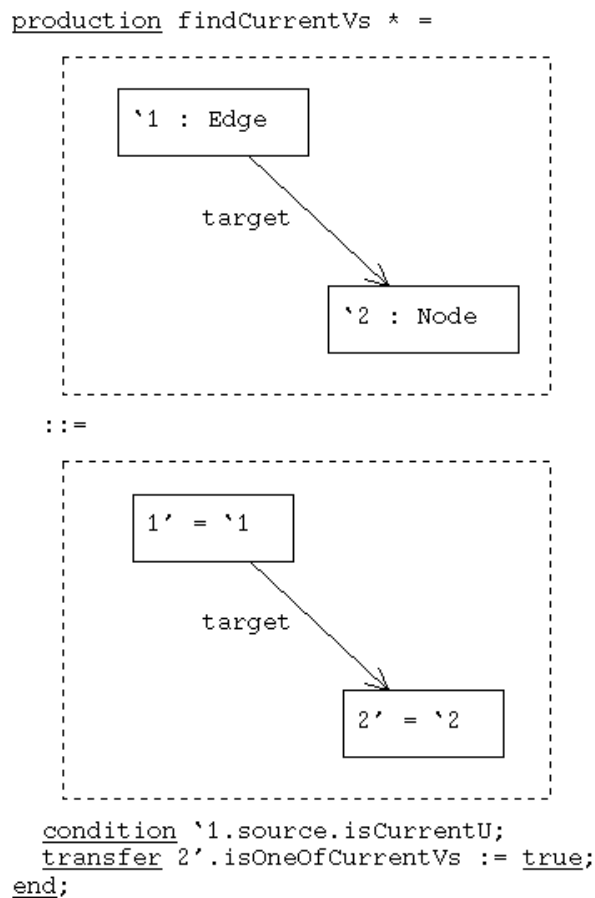 production findCurrentVs * =
‵1 : Edge
target
‵2 : Node
::=
1′ = ‵1
target
2′ = ‵2
condition ‵1.source.isCurrentU;
transfer 2′.isOneOfCurrentVs := true;
end;